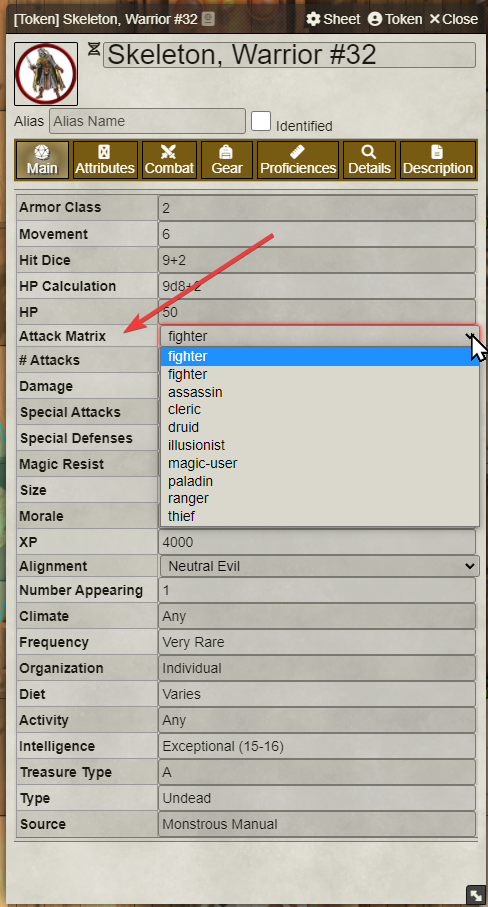 [Token] Skeleton, Warrior #32 Sheet Token Close
Skeleton, Warrior #32
Alias Alias Name Identified
Main Attributes Combat Gear Proficiences Details Description
Armor Class 2
Movement 6
Hit Dice 9+2
HP Calculation 9d8+2
HP 50
Attack Matrix fighter
# Attacks fighter
fighter
Damage assassin
Special Attacks cleric
druid
Special Defenses illusionist
Magic Resist magic-user
Size paladin
ranger
Morale thief
XP 4000
Alignment Neutral Evil
Number Appearing 1
Climate Any
Frequency Very Rare
Organization Individual
Diet Varies
Activity Any
Intelligence Exceptional (15-16)
Treasure Type A
Type Undead
Source Monstrous Manual